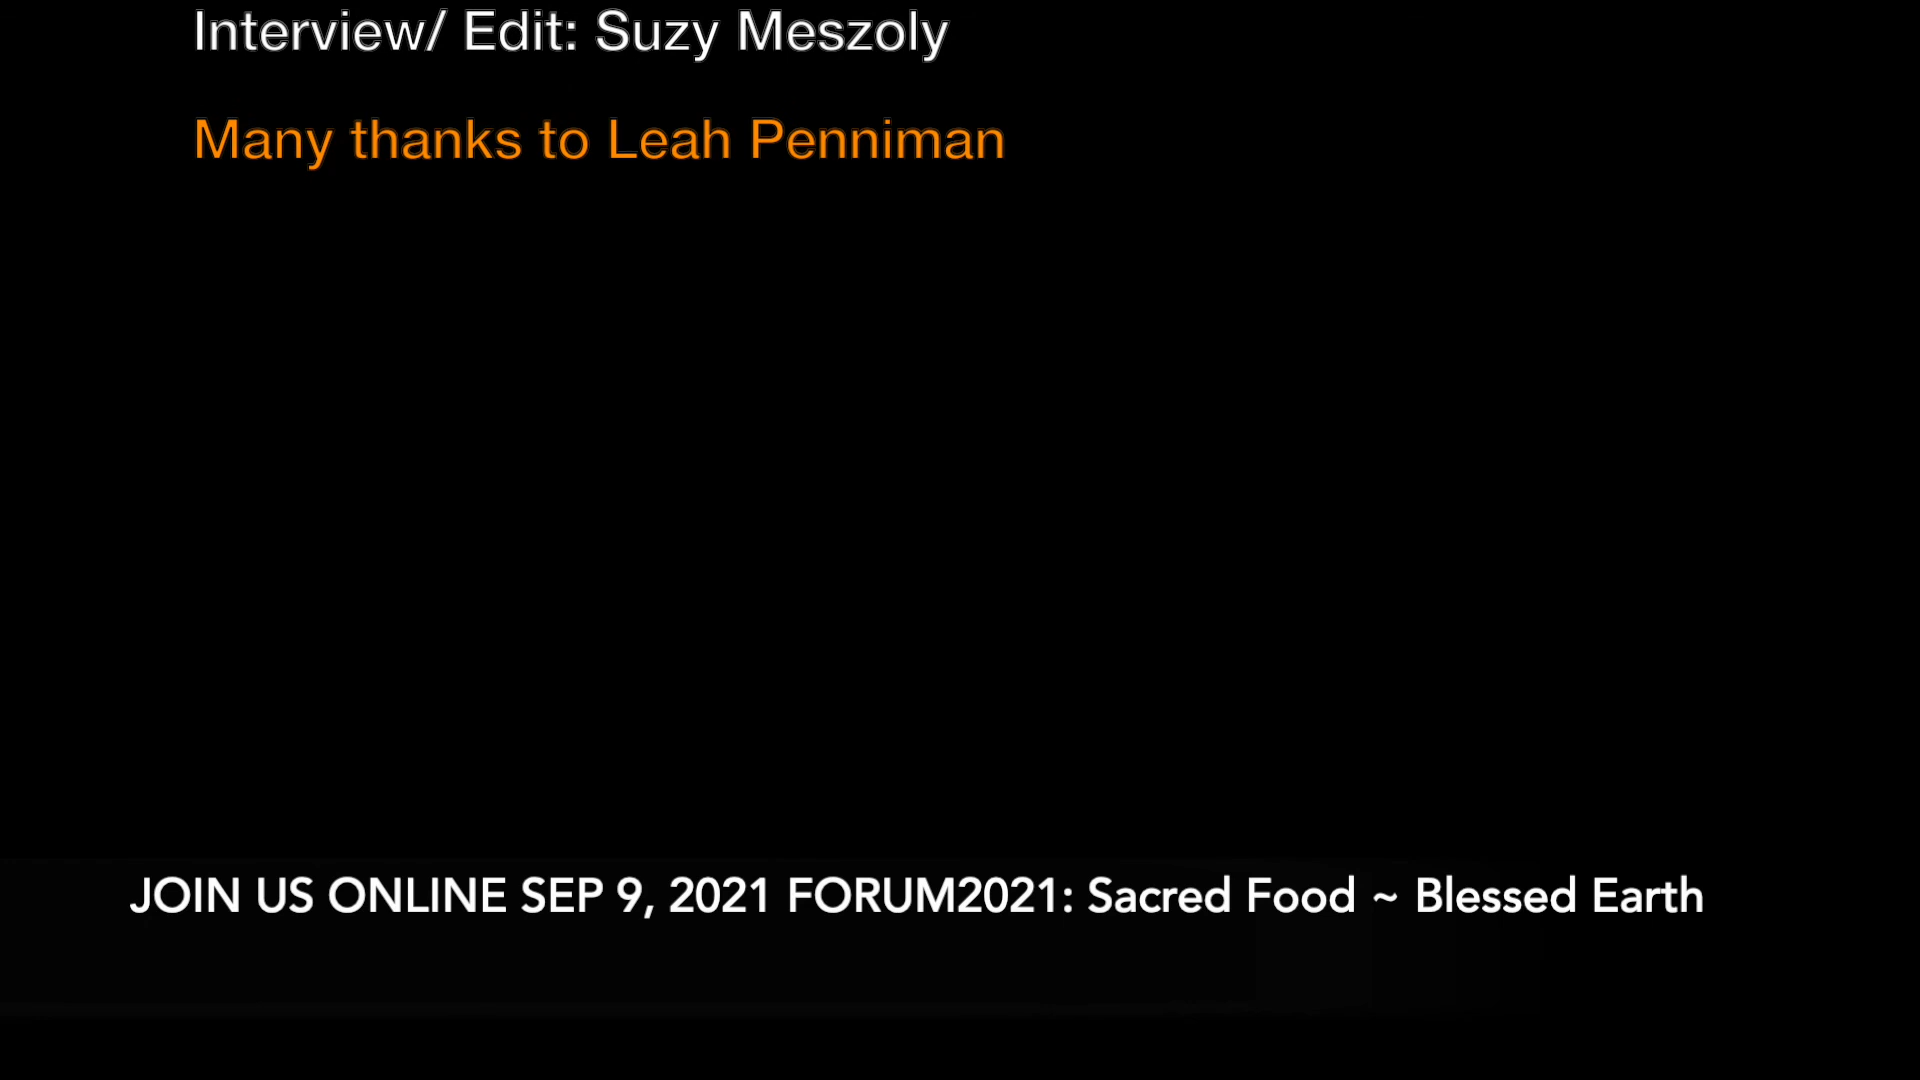 Interview/ Edit: Suzy Meszoly
Many thanks to Leah Penniman
JOIN US ONLINE SEP 9, 2021 FORUM2021: Sacred Food ~ Blessed Earth